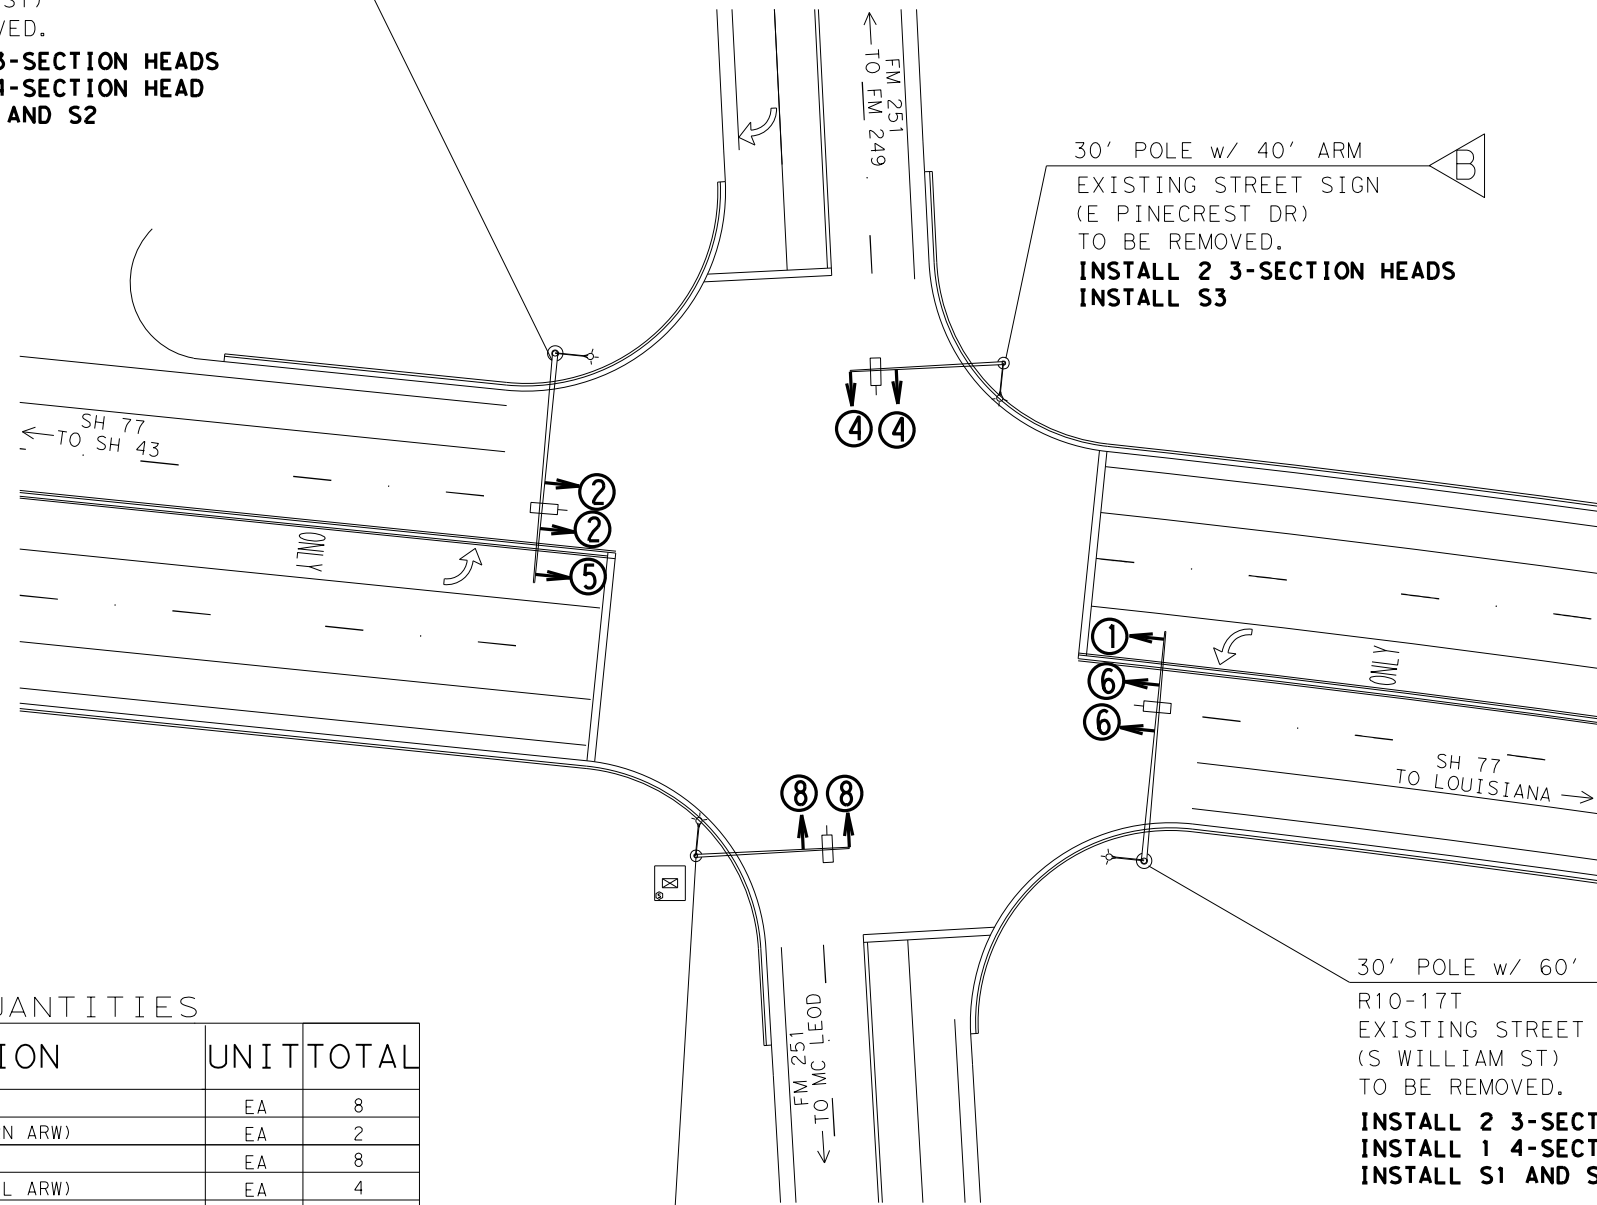 VED.
3-SECTION HEADS
4-SECTION HEAD
AND S2
FM 251
TO FM 249
30' POLE w/ 40' ARM
B
EXISTING STREET SIGN
(E PINECREST DR)
TO BE REMOVED.
INSTALL 2 3-SECTION HEADS
INSTALL S3
SH 77
TO SH 43
4 4
2
2
5
ONLY
1
6
6
ONLY
SH 77
TO LOUISIANA
8 8
FM 251
TO MC LEOD
30' POLE w/ 60'
R10-17T
EXISTING STREET
(S WILLIAM ST)
TO BE REMOVED.
INSTALL 2 3-SECT
INSTALL 1 4-SECT
INSTALL S1 AND S
UANTITIES
ION UNIT TOTAL
EA 8
N ARW) EA 2
EA 8
L ARW) EA 4